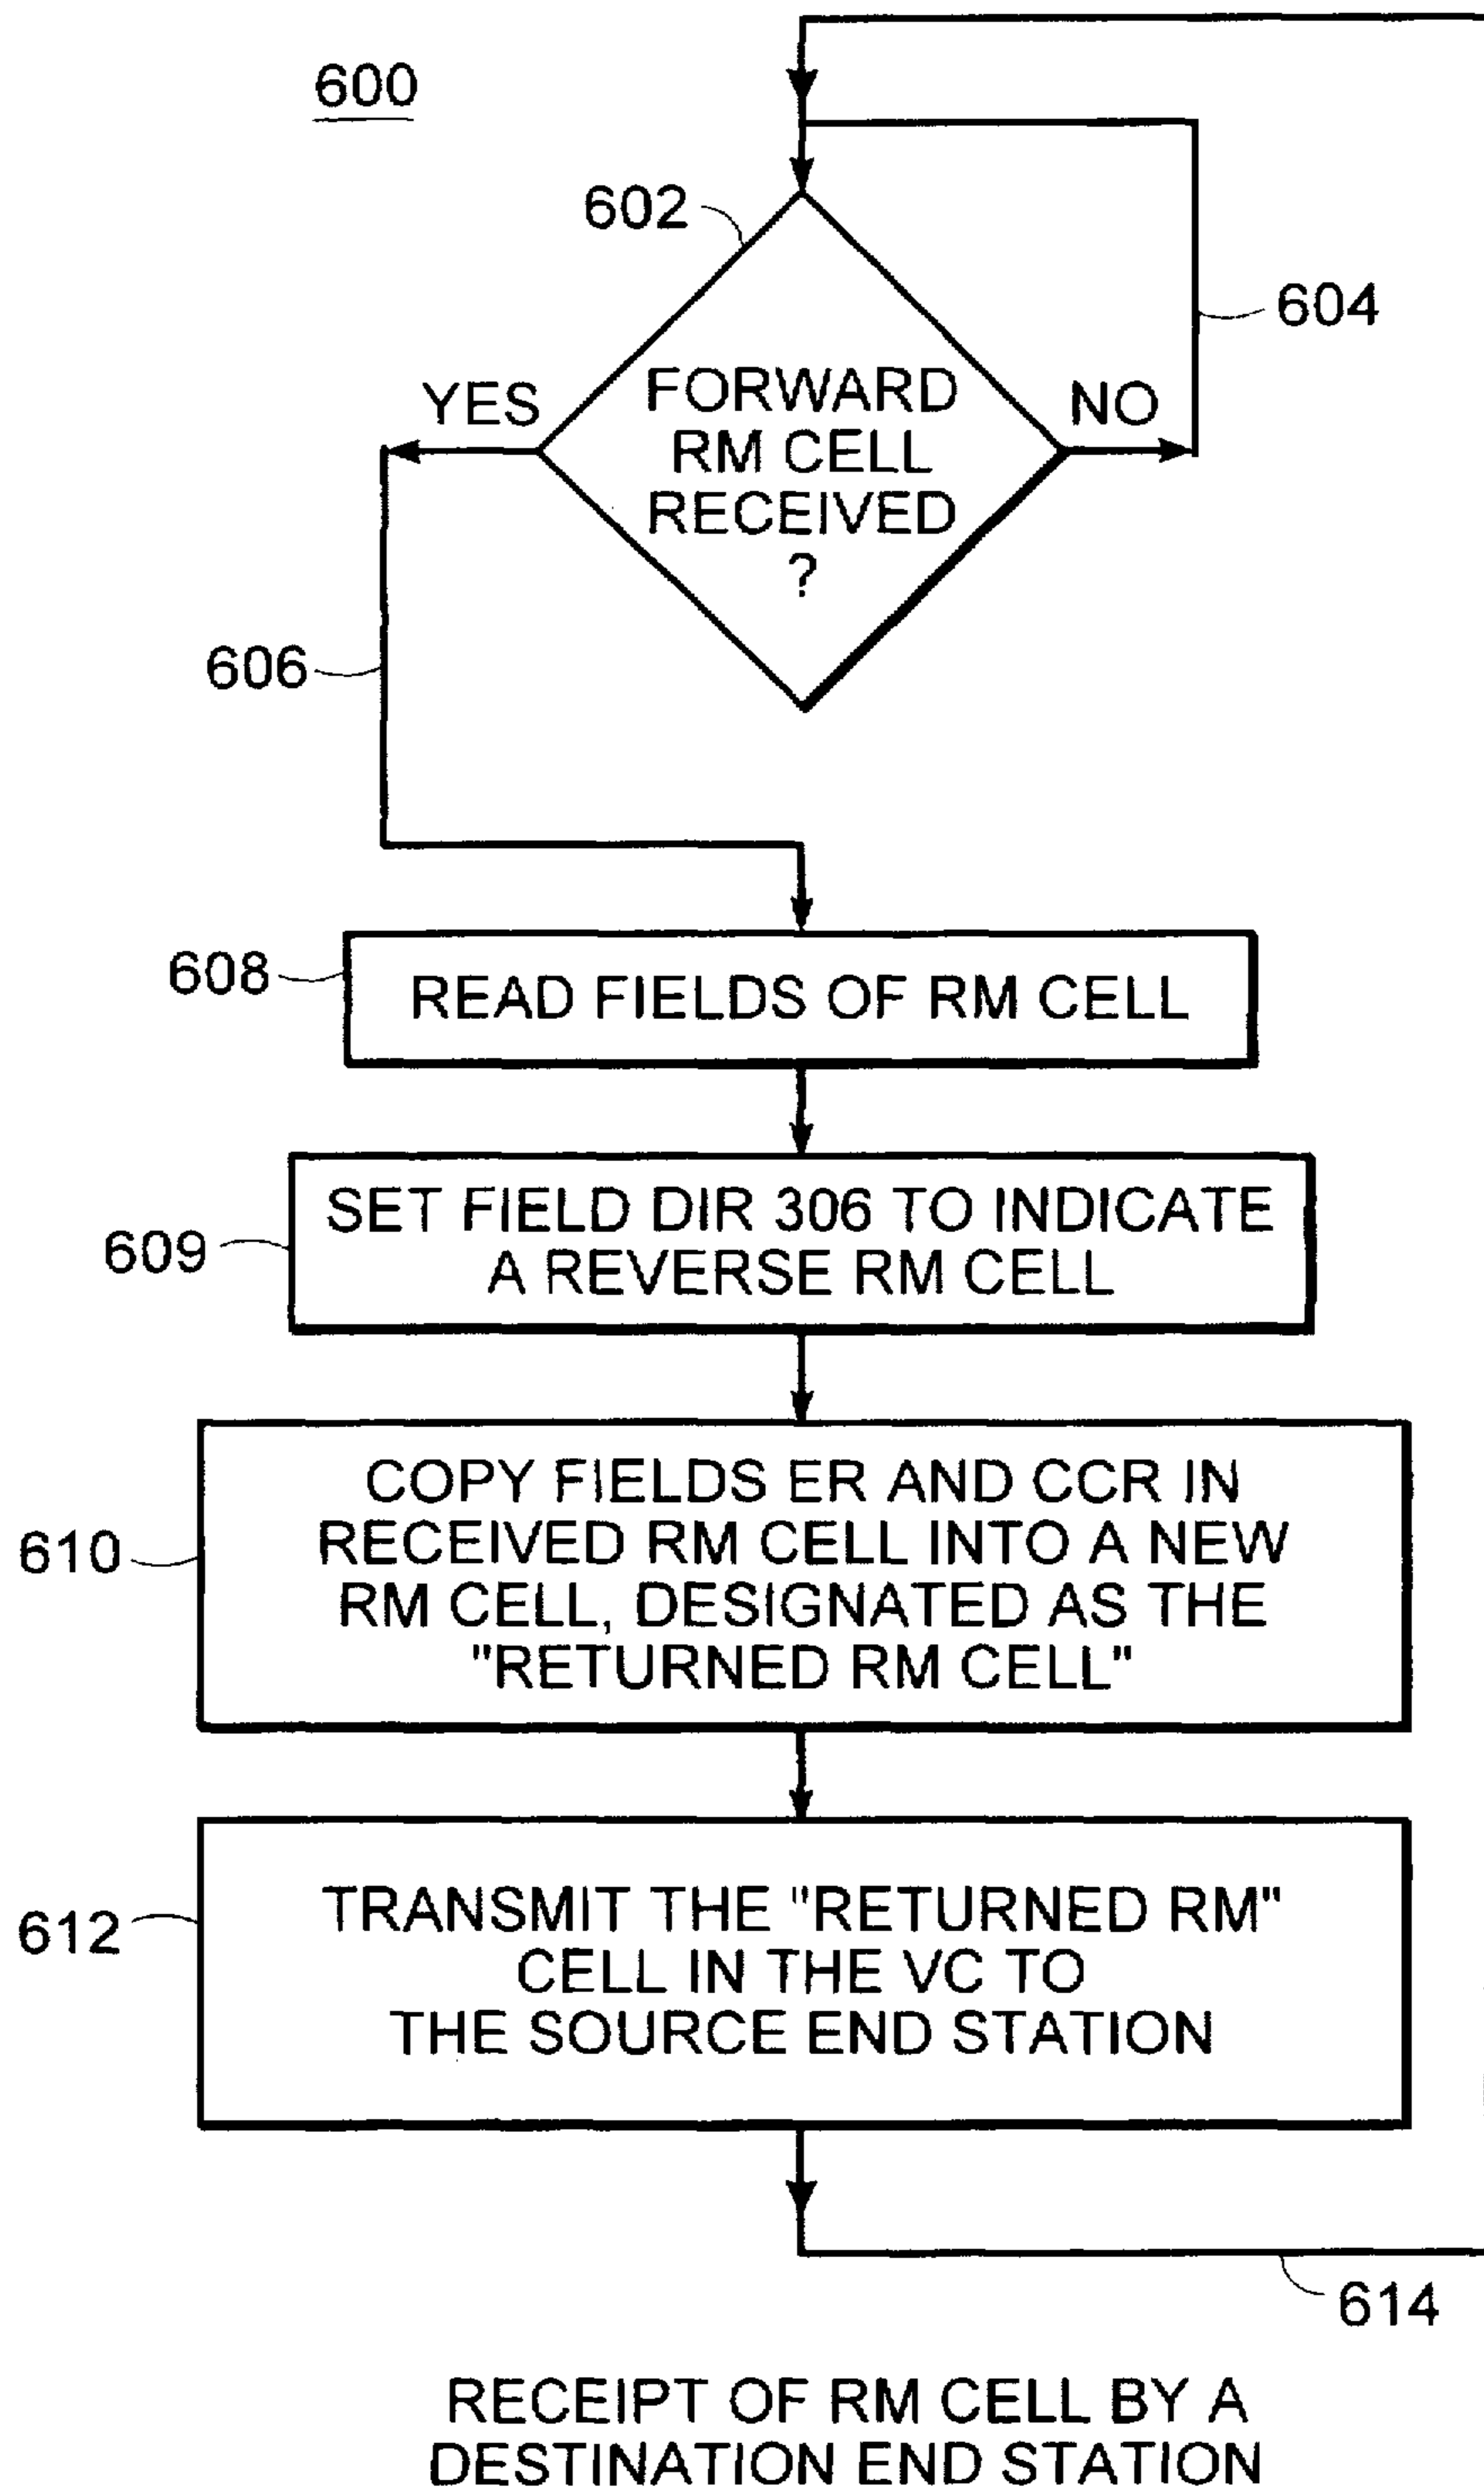 600
602
604
FORWARD
RM CELL
RECEIVED
?
YES
NO
606
608
READ FIELDS OF RM CELL
609
SET FIELD DIR 306 TO INDICATE
A REVERSE RM CELL
610
COPY FIELDS ER AND CCR IN
RECEIVED RM CELL INTO A NEW
RM CELL, DESIGNATED AS THE
"RETURNED RM CELL"
612
TRANSMIT THE "RETURNED RM"
CELL IN THE VC TO
THE SOURCE END STATION
614
RECEIPT OF RM CELL BY A
DESTINATION END STATION